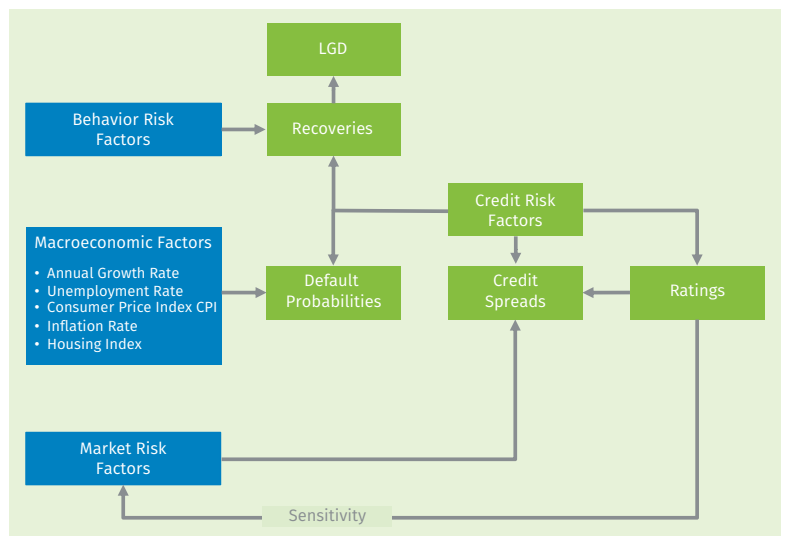 LGD
Behavior Risk
Factors
Recoveries
Credit Risk
Factors
Macroeconomic Factors
• Annual Growth Rate
• Unemployment Rate
• Consumer Price Index CPI
• Inflation Rate
• Housing Index
Default
Probabilities
Credit
Spreads
Ratings
Market Risk
Factors
Sensitivity